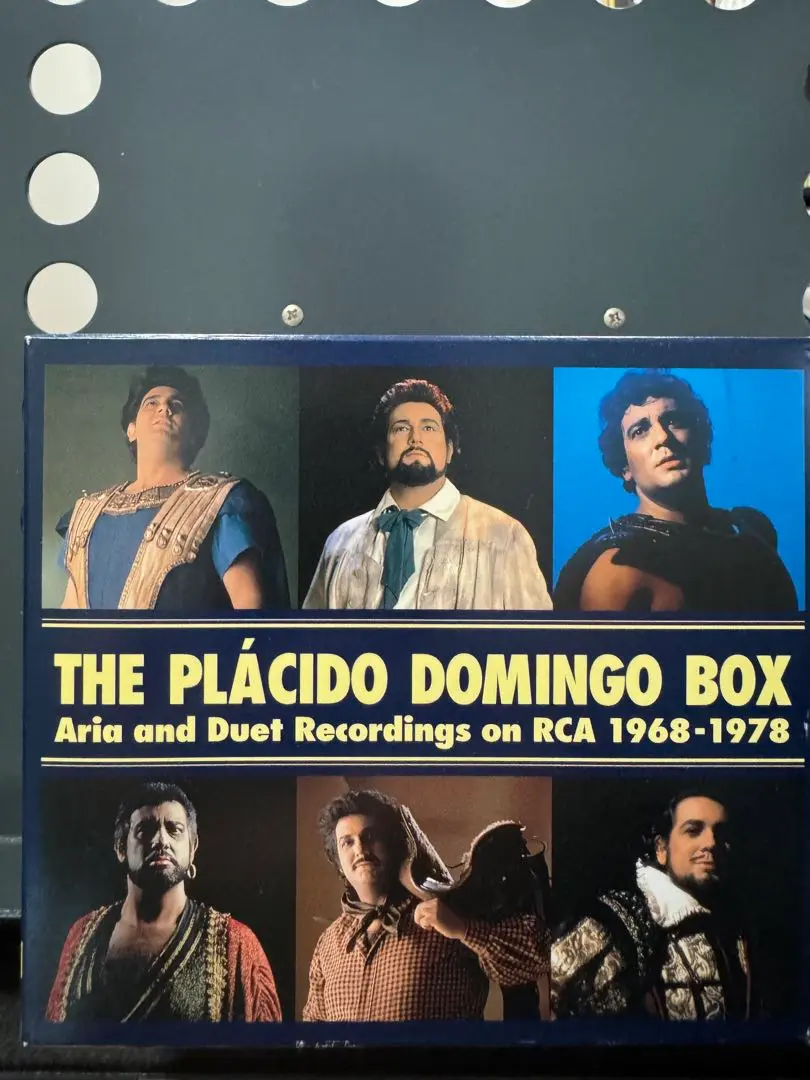 THE PLÁCIDO DOMINGO BOX
Aria and Duet Recordings on RCA 1968-1978